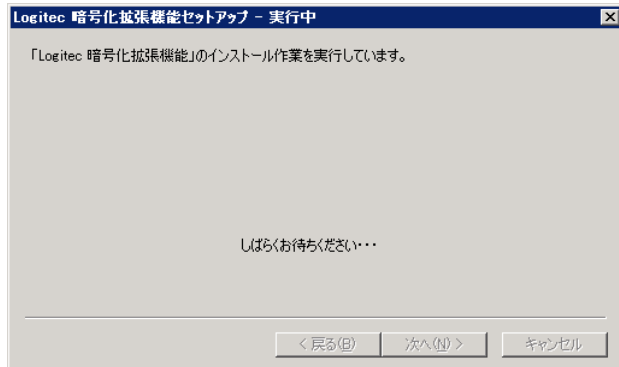 Logitec 暗号化拡張機能セットアップ - 実行中
「Logitec 暗号化拡張機能」のインストール作業を実行しています。
しばらくお待ちください・・・
< 戻る(B) 次へ(N) > キャンセル